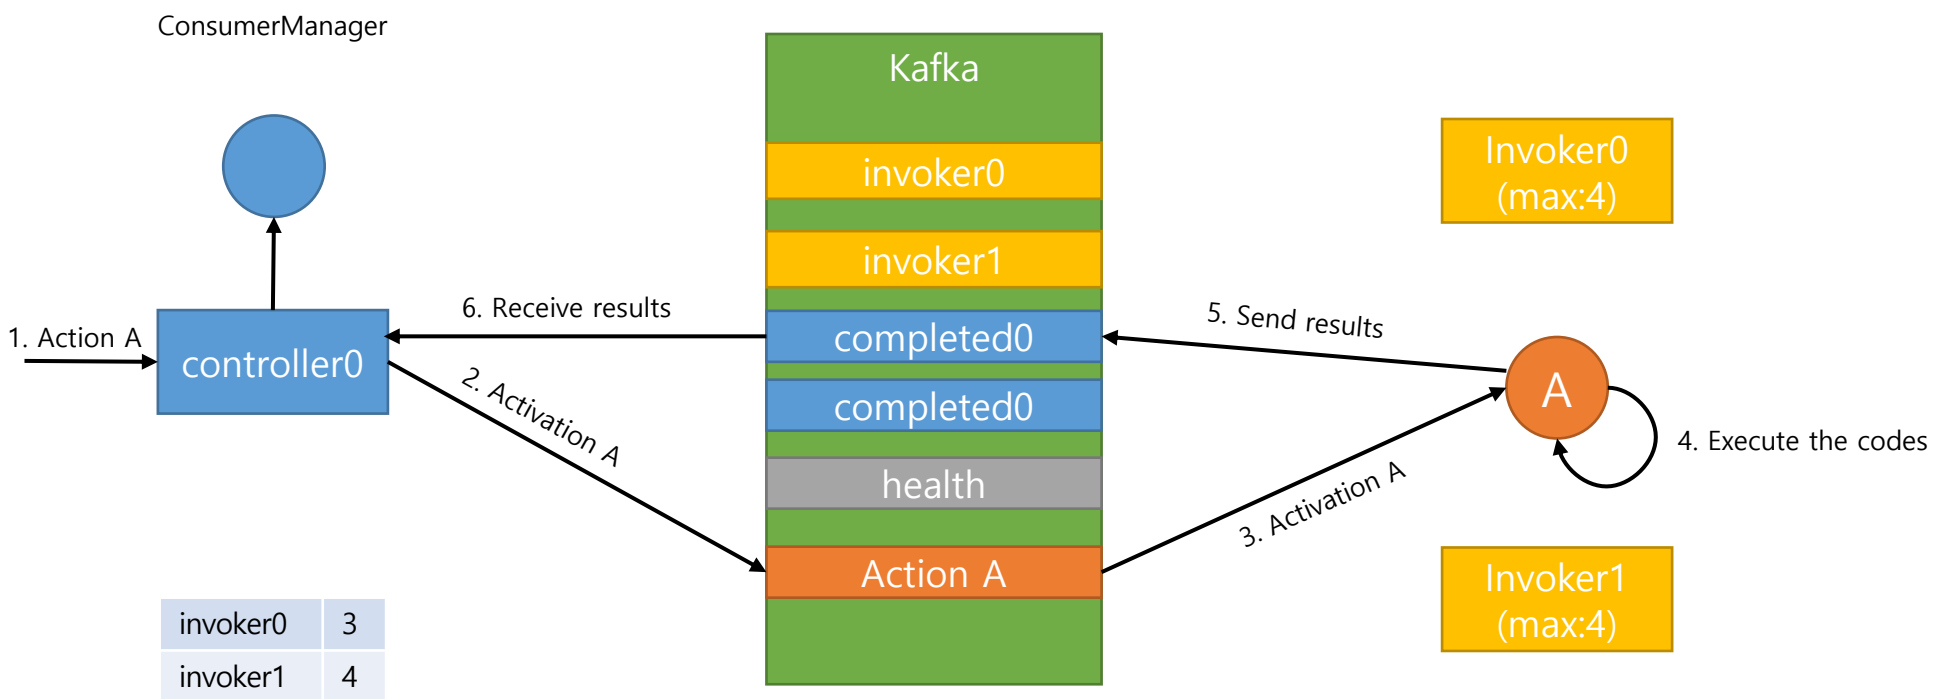 ConsumerManager
Kafka
invoker0
Invoker0
(max:4)
invoker1
6. Receive results
5. Send results
1. Action A
controller0
completed0
2. Activation A
completed0
A
4. Execute the codes
health
3. Activation A
Action A
Invoker1
(max:4)
invoker0 3
invoker1 4